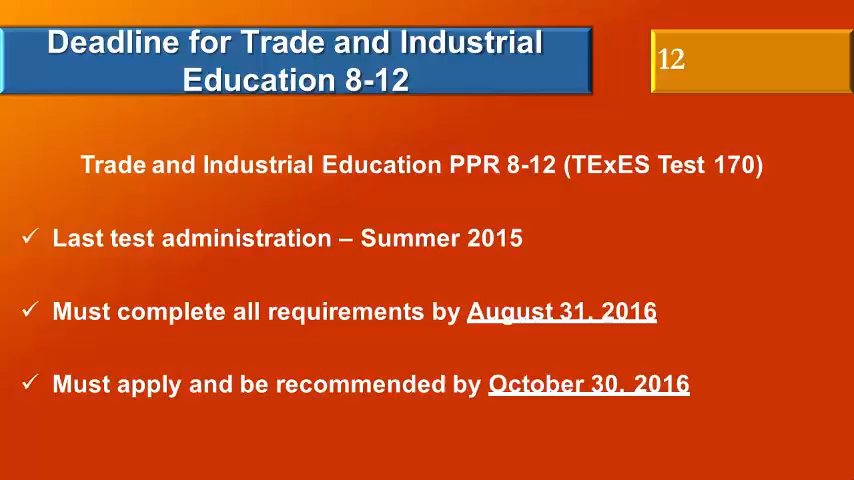 Deadline for Trade and Industrial
Education 8-12
12
Trade and Industrial Education PPR 8-12 (TExES Test 170)
✓ Last test administration – Summer 2015
✓ Must complete all requirements by August 31, 2016
✓ Must apply and be recommended by October 30, 2016